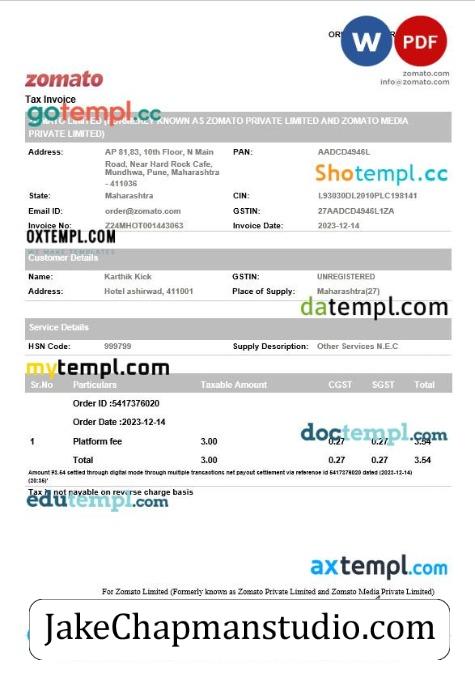 W PDF
zomato
zomato.com
info@zomato.com
Tax Invoice
gotempl.cc
ZOMATO LIMITED (FORMERLY KNOWN AS ZOMATO PRIVATE LIMITED AND ZOMATO MEDIA
PRIVATE LIMITED)
Address: AP 81,83, 10th Floor, N Main PAN: AADCD4946L
Road, Near Hard Rock Cafe,
Mundhwa, Pune, Maharashtra
- 411036
Shotempl.cc
State: Maharashtra CIN: L93030DL2010PLC198141
Email ID: order@zomato.com GSTIN: 27AADCD4946L1ZA
Invoice No: Z24MHOT001443063 Invoice Date: 2023-12-14
OXTEMPL.COM
Customer Details
Name: Karthik Kick GSTIN: UNREGISTERED
Address: Hotel ashirwad, 411001 Place of Supply: Maharashtra(27)
datempl.com
Service Details
HSN Code: 999799 Supply Description: Other Services N.E.C
mytempl.com
Sr.No Particulars Taxable Amount CGST SGST Total
Order ID :5417376020
Order Date :2023-12-14
doctempl.com
1 Platform fee 3.00 0.27 0.27 3.54
Total 3.00 0.27 0.27 3.54
Amount ₹3.54 settled through digital mode through multiple transactions net payout settlement via reference id 5417376020 dated (2023-12-14)
(20:36)'
Tax is not payable on reverse charge basis
edutempl.com
axtempl.com
For Zomato Limited (Formerly known as Zomato Private Limited and Zomato Media Private Limited)
JakeChapmanstudio.com